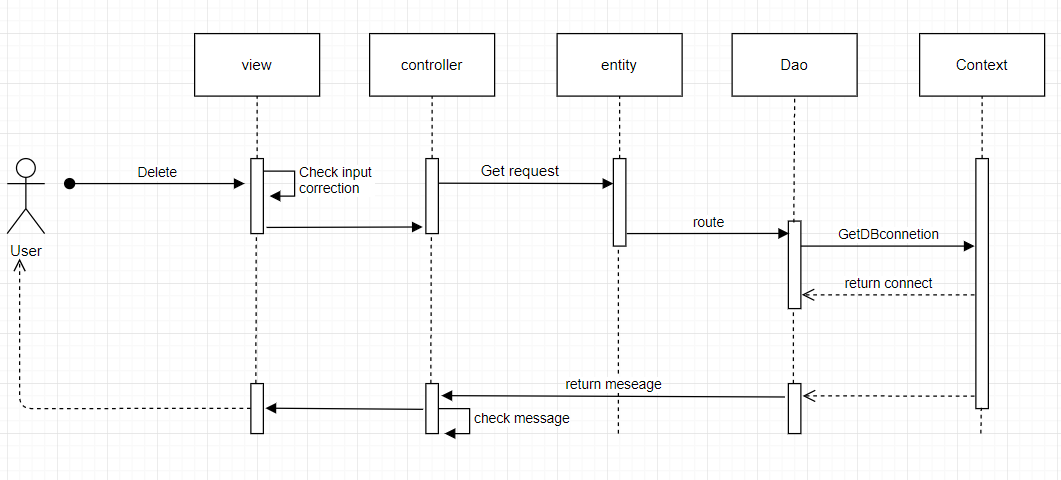 view
controller
entity
Dao
Context
Delete
Check input
correction
Get request
route
GetDBconnetion
User
return connect
return meseage
check message